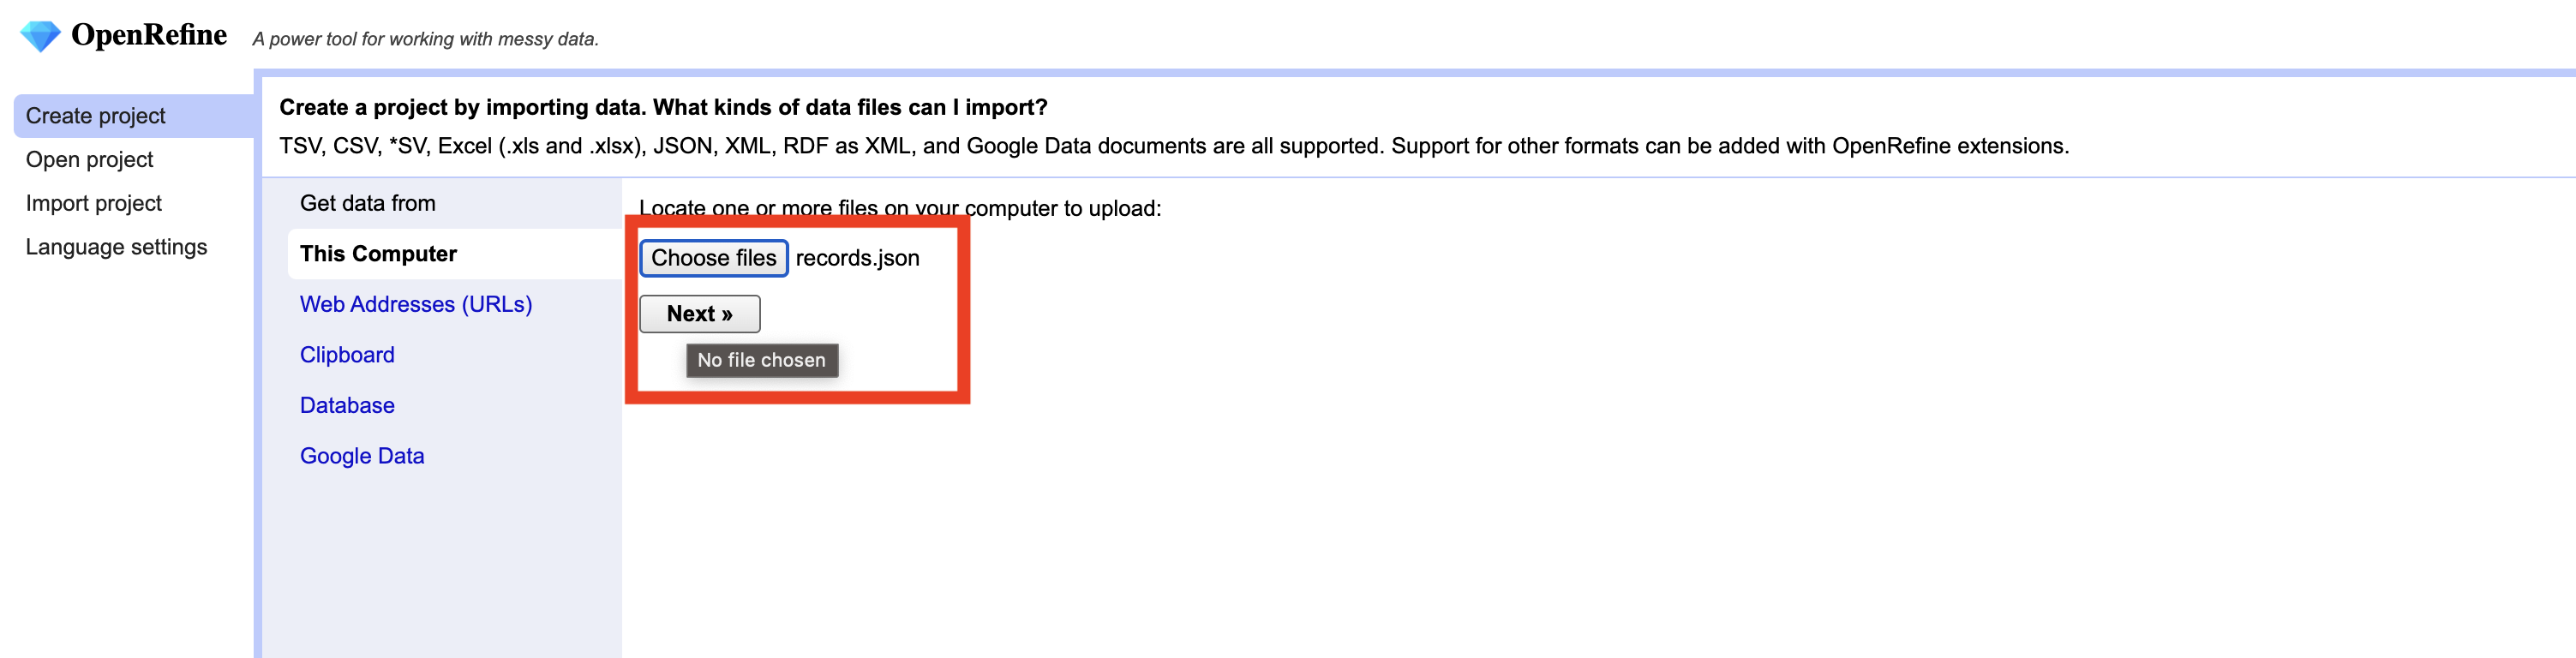 OpenRefine A power tool for working with messy data.
Create project
Open project
Import project
Language settings
Create a project by importing data. What kinds of data files can I import?
TSV, CSV, *SV, Excel (.xls and .xlsx), JSON, XML, RDF as XML, and Google Data documents are all supported. Support for other formats can be added with OpenRefine extensions.
Get data from
This Computer
Web Addresses (URLs)
Clipboard
Database
Google Data
Locate one or more files on your computer to upload:
Choose files records.json
Next »
No file chosen